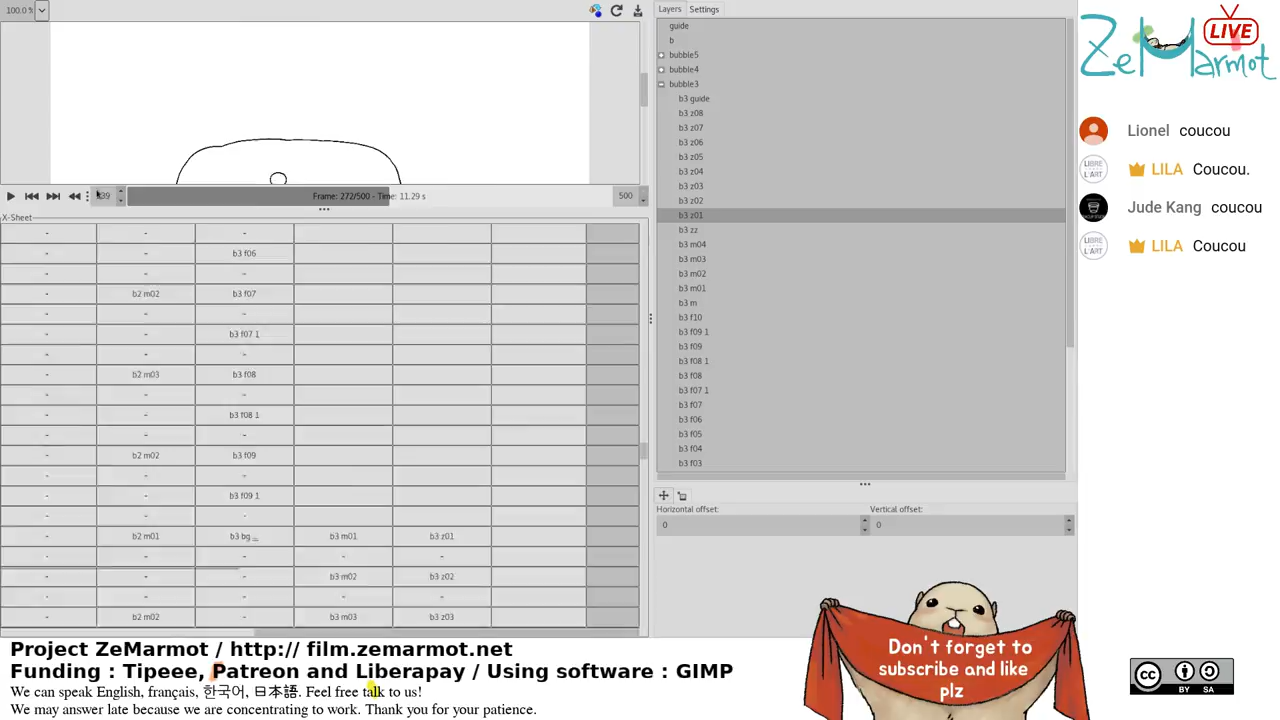 100.0 %
39
Frame: 272/500 - Time: 11.29 s
500
X-Sheet
- - -
- - b3 f06
- - -
- b2 m02 b3 f07
- - -
- - b3 f07 1
- - -
- b2 m03 b3 f08
- - -
- - b3 f08 1
- - -
- b2 m02 b3 f09
- - -
- - b3 f09 1
- - -
- b2 m01 b3 bg b3 m01 b3 z01
- - - - -
- - - b3 m02 b3 z02
- - - - -
- b2 m02 - b3 m03 b3 z03
Layers Settings
guide
b
bubble5
bubble4
bubble3
b3 guide
b3 z08
b3 z07
b3 z06
b3 z05
b3 z04
b3 z03
b3 z02
b3 z01
b3 zz
b3 m04
b3 m03
b3 m02
b3 m01
b3 m
b3 f10
b3 f09 1
b3 f09
b3 f08 1
b3 f08
b3 f07 1
b3 f07
b3 f06
b3 f05
b3 f04
b3 f03
Horizontal offset: Vertical offset:
0 0
ZeMarmot
LIVE
Lionel coucou
LILA Coucou.
Jude Kang coucou
LILA Coucou
Project ZeMarmot / http:// film.zemarmot.net
Funding : Tipeee, Patreon and Liberapay / Using software : GIMP
We can speak English, français, 한국어, 日本語. Feel free talk to us!
We may answer late because we are concentrating to work. Thank you for your patience.
Don't forget to
subscribe and like
plz
cc
BY SA